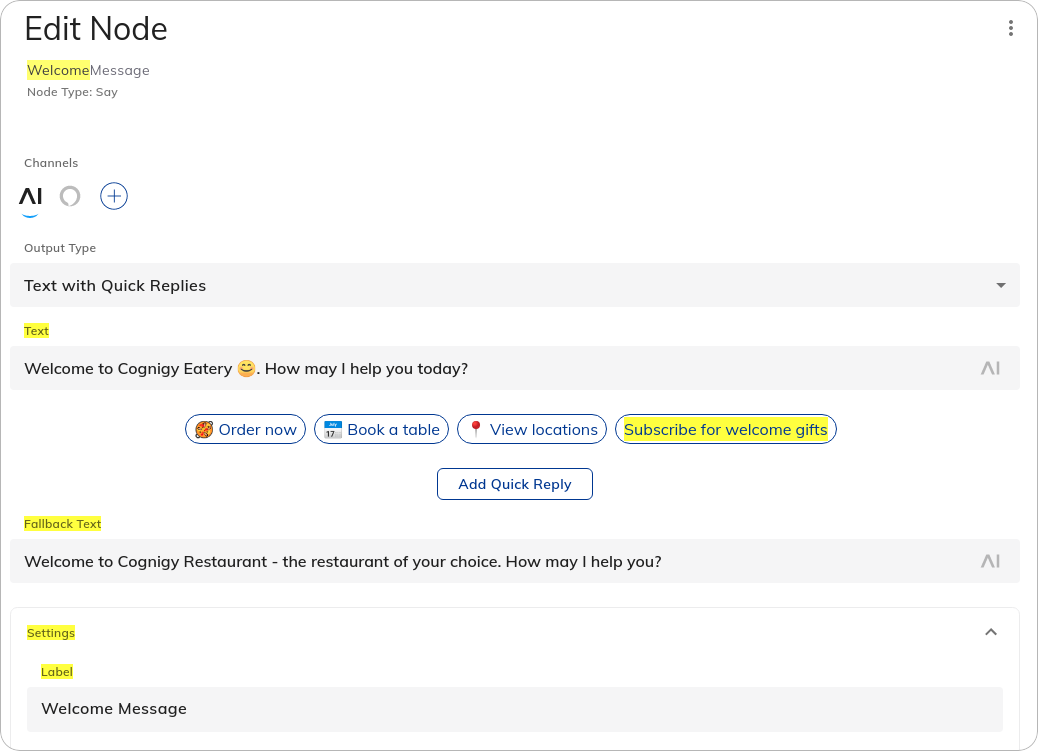 Edit Node
Welcome Message
Node Type: Say
Channels
AI
Output Type
Text with Quick Replies
Text
Welcome to Cognigy Eatery 😊. How may I help you today?
AI
🥘 Order now 📅 Book a table 📍 View locations Subscribe for welcome gifts
Add Quick Reply
Fallback Text
Welcome to Cognigy Restaurant - the restaurant of your choice. How may I help you?
AI
Settings
Label
Welcome Message